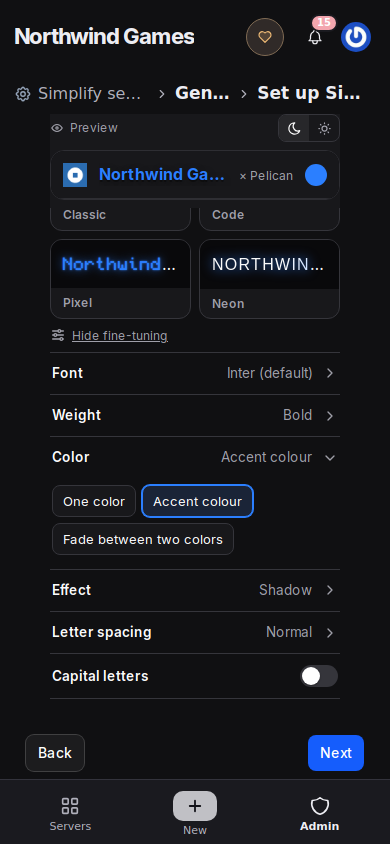 Northwind Games
15
Simplify se... > Gen... > Set up Si...
Preview
Northwind Ga... × Pelican
Classic
Code
Northwind...
NORTHWIN...
Pixel
Neon
Hide fine-tuning
Font
Inter (default)
Weight
Bold
Color
Accent colour
One color
Accent colour
Fade between two colors
Effect
Shadow
Letter spacing
Normal
Capital letters
Back
Next
Servers
New
Admin